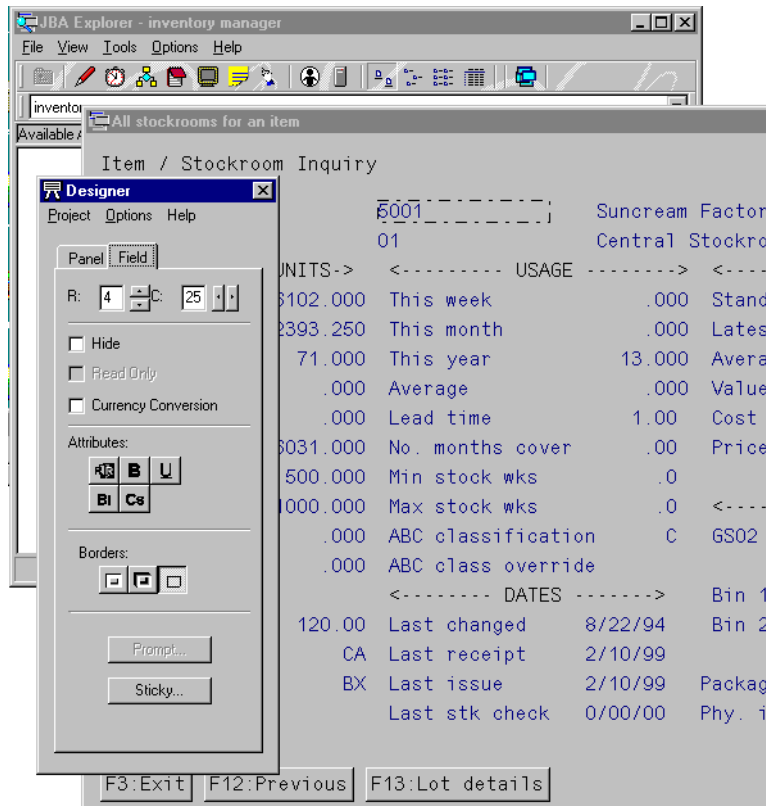 JBA Explorer - inventory manager
File View Tools Options Help
inventor
Available A
All stockrooms for an item
Item / Stockroom Inquiry
Designer
Project Options Help
Panel Field
R: 4 C: 25
Hide
Read Only
Currency Conversion
Attributes:
B U
BI Cs
Borders:
Prompt...
Sticky...
5001 Suncream Factor
01 Central Stockro
UNITS-> <--------- USAGE --------> <----
6102.000 This week .000 Stand
2393.250 This month .000 Lates
71.000 This year 13.000 Avera
.000 Average .000 Value
.000 Lead time 1.00 Cost
6031.000 No. months cover .00 Price
500.000 Min stock wks .0
1000.000 Max stock wks .0 <----
.000 ABC classification C GS02
.000 ABC class override
<-------- DATES -------> Bin 1
120.00 Last changed 8/22/94 Bin 2
CA Last receipt 2/10/99
BX Last issue 2/10/99 Packag
Last stk check 0/00/00 Phy. i
F3:Exit F12:Previous F13:Lot details